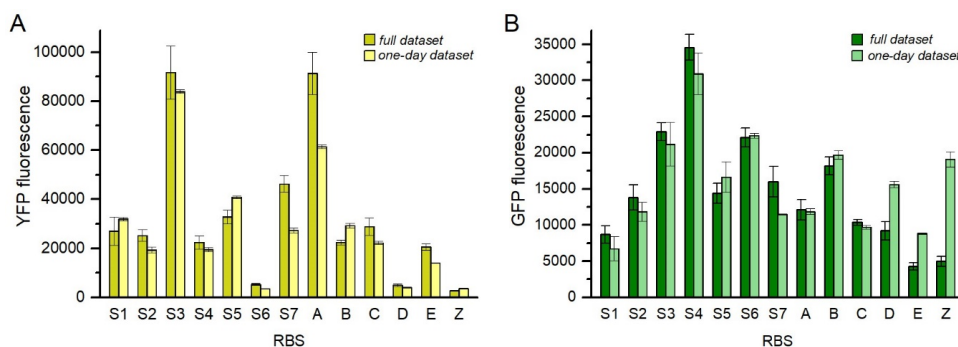 A
full dataset
one-day dataset
YFP fluorescence
100000
80000
60000
40000
20000
0
S1 S2 S3 S4 S5 S6 S7 A B C D E Z
RBS
B
full dataset
one-day dataset
GFP fluorescence
35000
30000
25000
20000
15000
10000
5000
0
S1 S2 S3 S4 S5 S6 S7 A B C D E Z
RBS